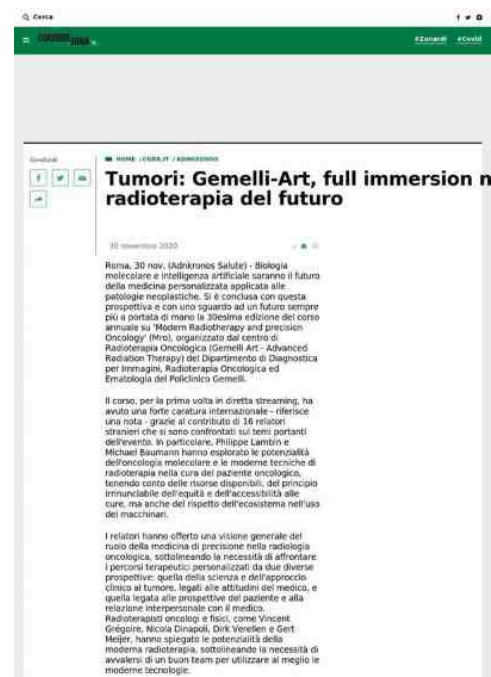 Cerca
#Zanardi #Covid
Condividi
HOME / CORR.IT / ADNKRONOS
Tumori: Gemelli-Art, full immersion n
radioterapia del futuro
30 novembre 2020
Roma, 30 nov. (Adnkronos Salute) - Biologia
molecolare e intelligenza artificiale saranno il futuro
della medicina personalizzata applicata alle
patologie neoplastiche. Si è conclusa con questa
prospettiva e con uno sguardo ad un futuro sempre
più a portata di mano la 30esima edizione del corso
annuale su 'Modern Radiotherapy and precision
Oncology' (Mro), organizzato dal centro di
Radioterapia Oncologica (Gemelli Art - Advanced
Radiation Therapy) del Dipartimento di Diagnostica
per Immagini, Radioterapia Oncologica ed
Ematologia del Policlinico Gemelli.
Il corso, per la prima volta in diretta streaming, ha
avuto una forte caratura internazionale - riferisce
una nota - grazie al contributo di 16 relatori
stranieri che si sono confrontati sui temi portanti
dell'evento. In particolare, Philippe Lambin e
Michael Baumann hanno esplorato le potenzialità
dell'oncologia molecolare e le moderne tecniche di
radioterapia nella cura del paziente oncologico,
tenendo conto delle risorse disponibili, del principio
irrinunciabile dell'equità e dell'accessibilità alle
cure, ma anche del rispetto dell'ecosistema nell'uso
dei macchinari.
I relatori hanno offerto una visione generale del
ruolo della medicina di precisione nella radiologia
oncologica, sottolineando la necessità di affrontare
i percorsi terapeutici personalizzati da due diverse
prospettive: quella della scienza e dell'approccio
clinico al tumore, legati alle attitudini del medico, e
quella legata alle prospettive del paziente e alla
relazione interpersonale con il medico.
Radioterapisti oncologi e fisici, come Vincent
Grégoire, Nicola Dinapoli, Dirk Verellen e Gert
Meijer, hanno spiegato le potenzialità della
moderna radioterapia, sottolineando la necessità di
avvalersi di un buon team per utilizzare al meglio le
moderne tecnologie.